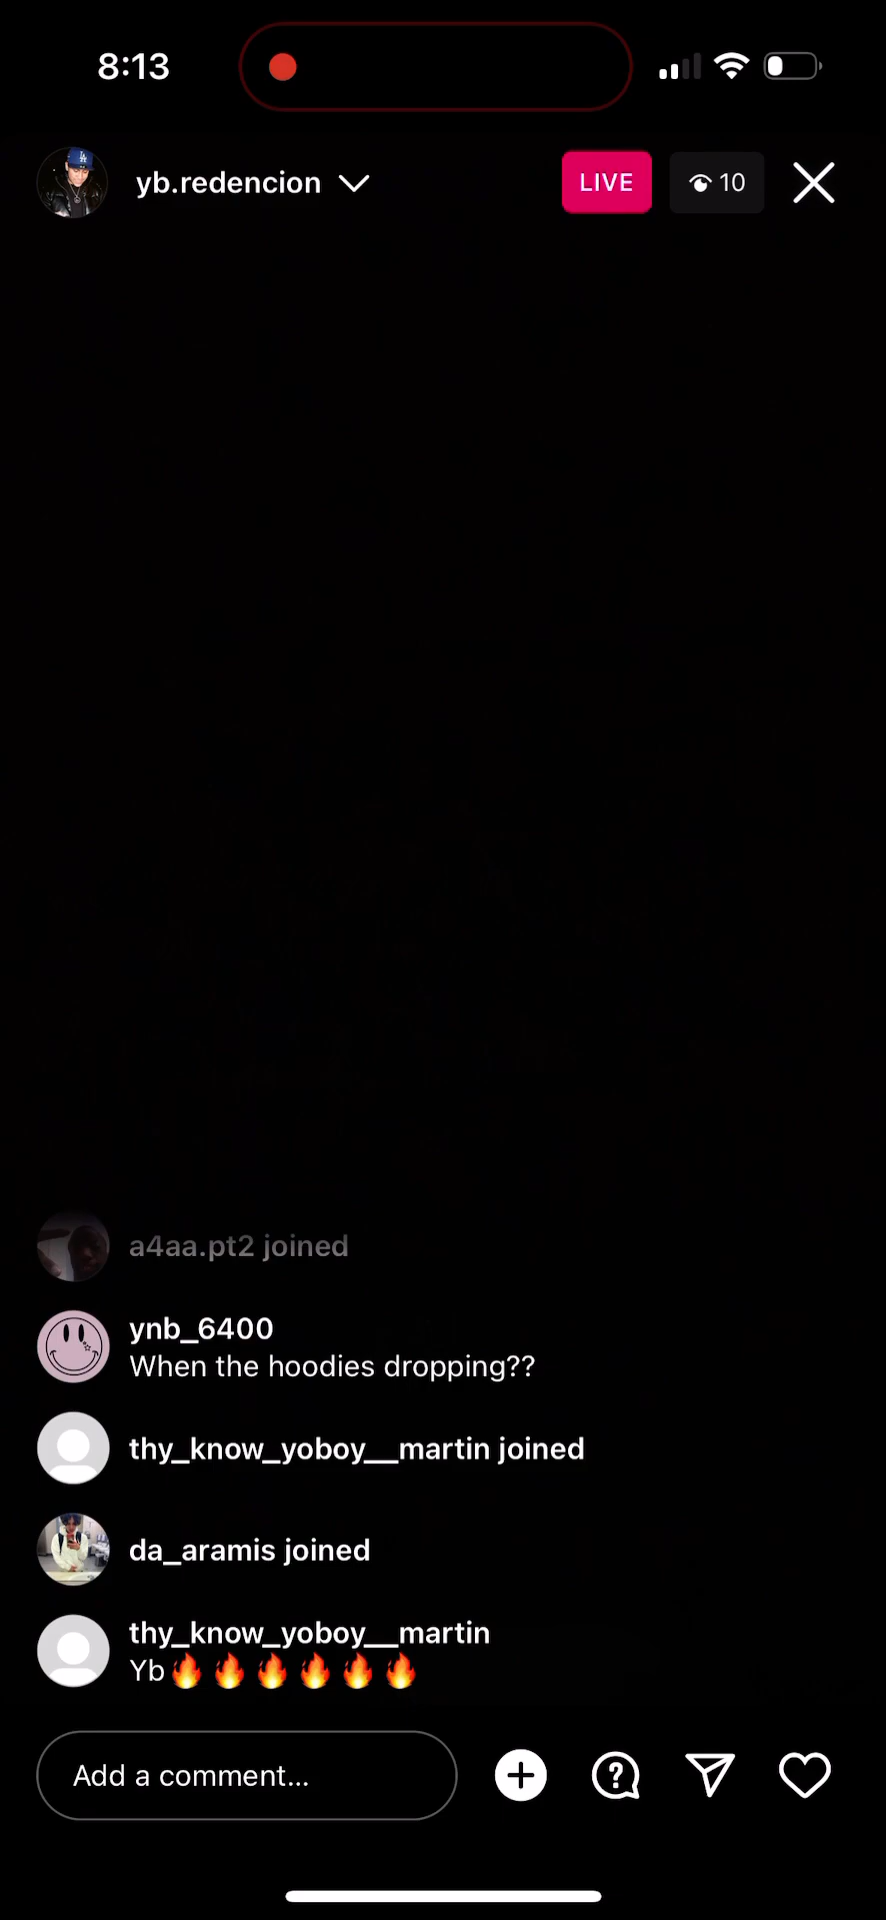 8:13
yb.redencion
LIVE
10
a4aa.pt2 joined
ynb_6400
When the hoodies dropping??
thy_know_yoboy__martin joined
da_aramis joined
thy_know_yoboy__martin
Yb🔥🔥🔥🔥🔥🔥
Add a comment...